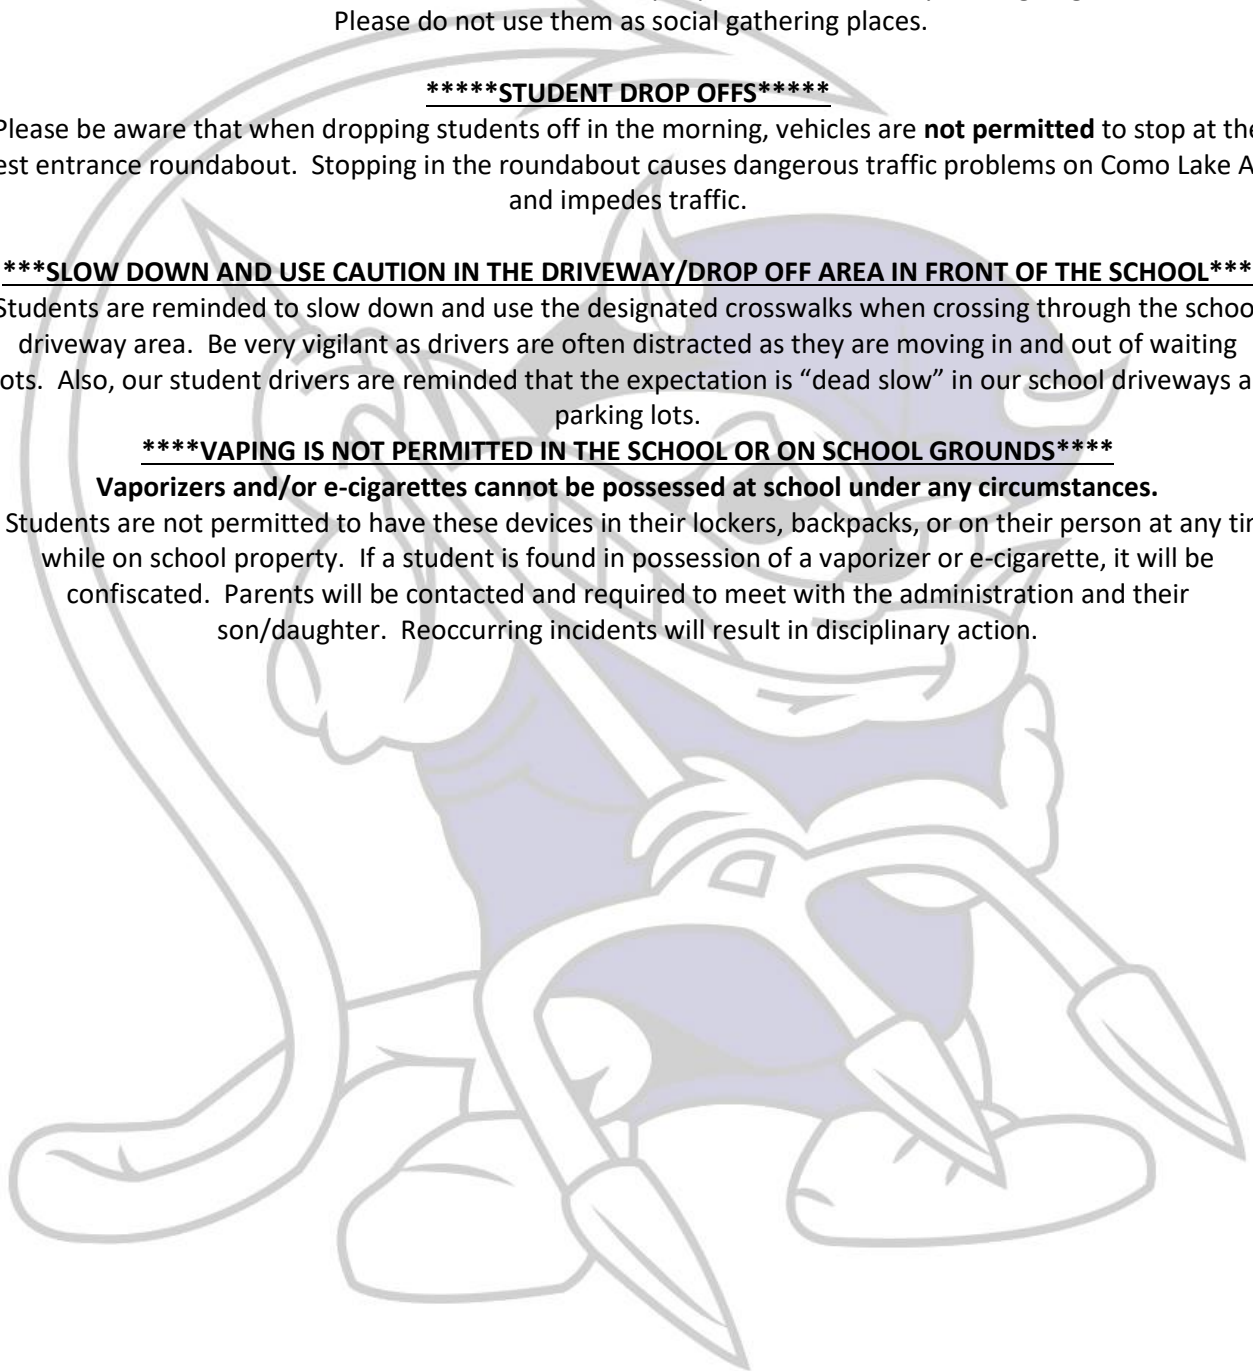 Please do not use them as social gathering places.
*****STUDENT DROP OFFS*****
Please be aware that when dropping students off in the morning, vehicles are not permitted to stop at the
entrance roundabout. Stopping in the roundabout causes dangerous traffic problems on Como Lake
and impedes traffic.
***SLOW DOWN AND USE CAUTION IN THE DRIVEWAY/DROP OFF AREA IN FRONT OF THE SCHOOL***
Students are reminded to slow down and use the designated crosswalks when crossing through the schoo
driveway area. Be very vigilant as drivers are often distracted as they are moving in and out of waiting
ots. Also, our student drivers are reminded that the expectation is “dead slow” in our school driveways a
parking lots.
****VAPING IS NOT PERMITTED IN THE SCHOOL OR ON SCHOOL GROUNDS****
Vaporizers and/or e-cigarettes cannot be possessed at school under any circumstances.
Students are not permitted to have these devices in their lockers, backpacks, or on their person at any ti
while on school property. If a student is found in possession of a vaporizer or e-cigarette, it will be
confiscated. Parents will be contacted and required to meet with the administration and their
son/daughter. Reoccurring incidents will result in disciplinary action.